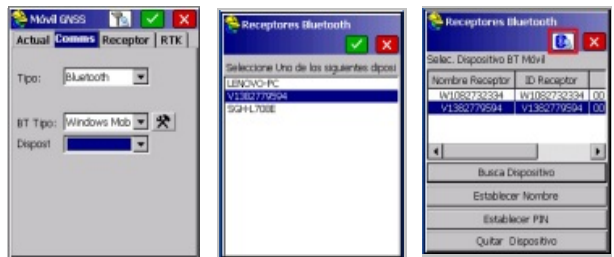 Móvil GNSS
Actual Comms Receptor RTK
Tipo: Bluetooth
BT Tipo: Windows Mob
Disposit
Receptores Bluetooth
Seleccione Uno de los siguientes diposi
LENOVO-PC
V1382779594
SGH-L708E
Receptores Bluetooth
Selec. Dispositivo BT Móvil
Nombre Receptor ID Receptor
W1082732334 W1082732334 00
V1382779594 V1382779594 00
Busca Dispositivo
Establecer Nombre
Establecer PIN
Quitar Dispositivo